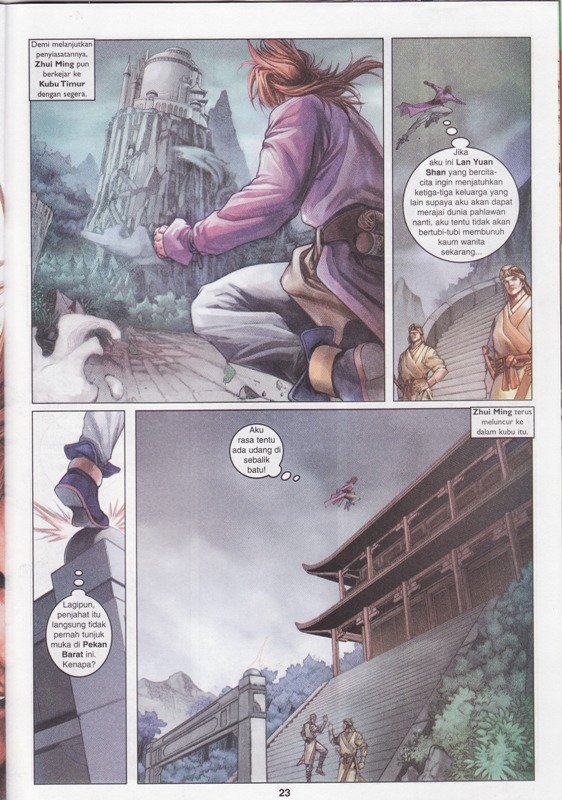 Demi melanjutkan
penyiasatannya,
Zhui Ming pun
berkejar ke
Kubu Timur
dengan segera.
Jika
aku ini Lan Yuan
Shan yang bercita-
cita ingin menjatuhkan
ketiga-tiga keluarga yang
lain supaya aku akan dapat
merajai dunia pahlawan
nanti, aku tentu tidak akan
bertubi-tubi membunuh
kaum wanita
sekarang...
Lagipun,
penjahat itu
langsung tidak
pernah tunjuk
muka di Pekan
Barat ini.
Kenapa?
Aku
rasa tentu
ada udang di
sebalik
batu!
Zhui Ming terus
meluncur ke
dalam kubu itu.
23